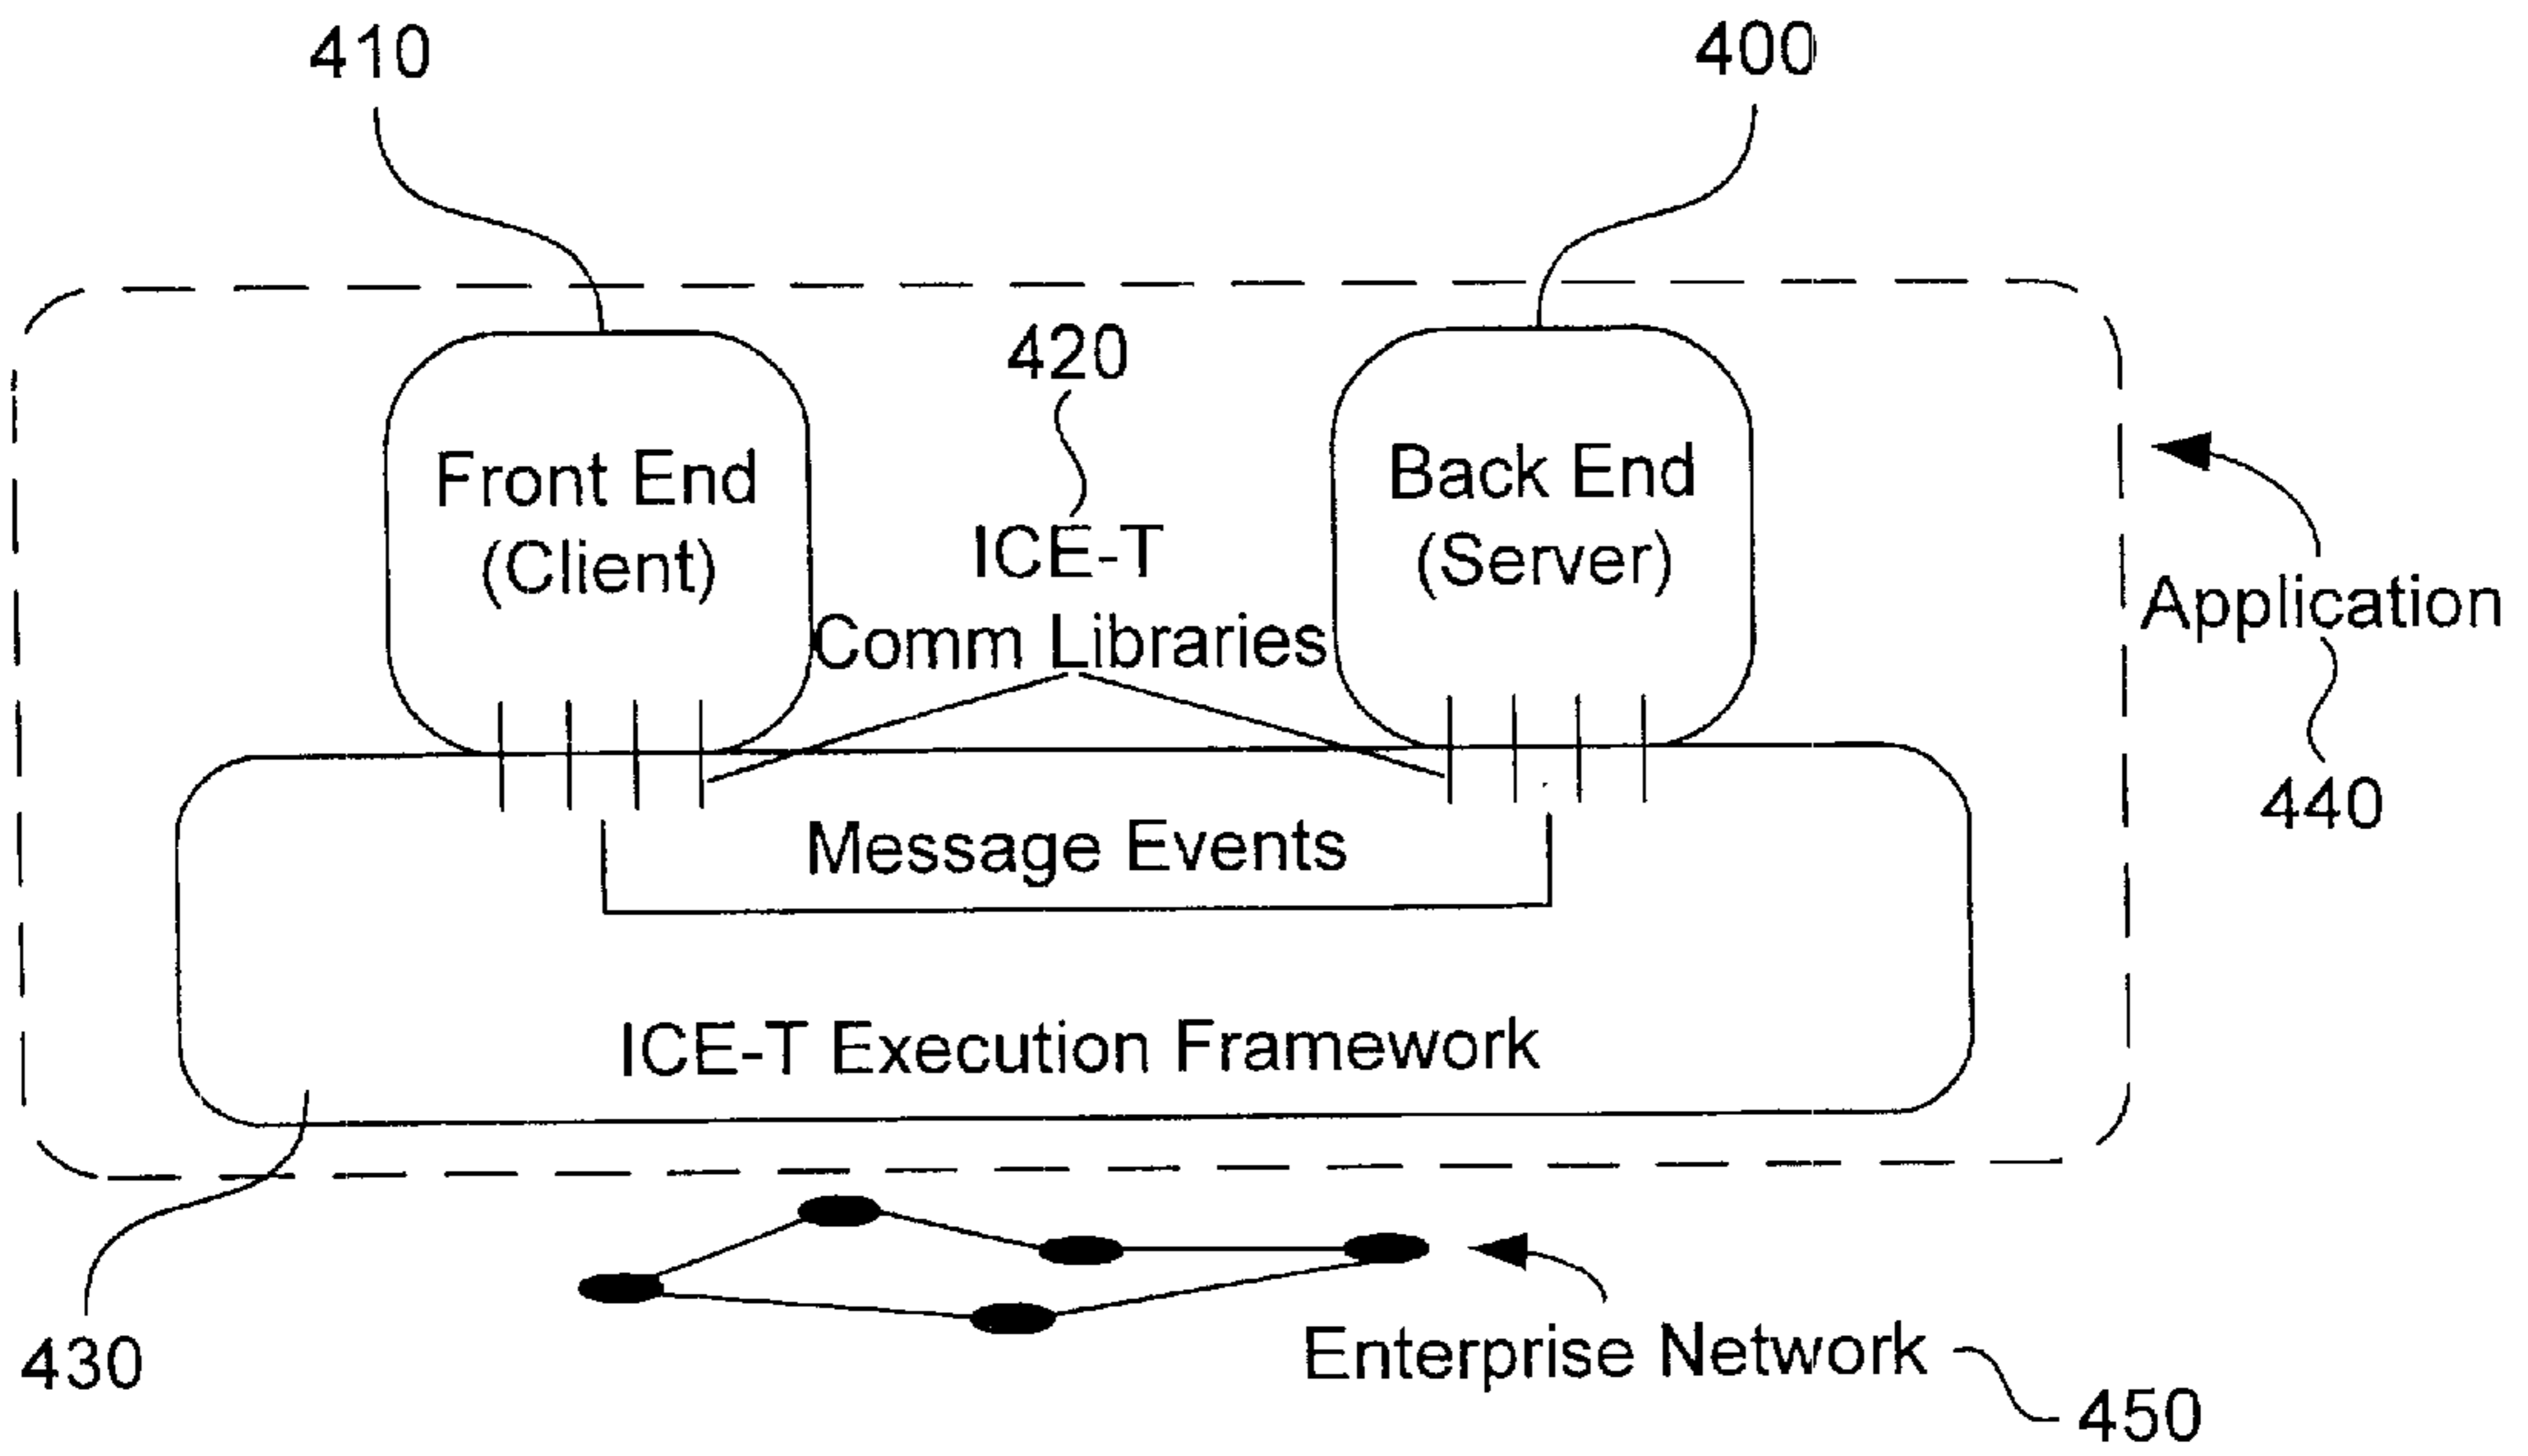 410
400
420
Front End
(Client)
Back End
(Server)
ICE-T
Comm Libraries
Application
440
Message Events
ICE-T Execution Framework
430
Enterprise Network
450